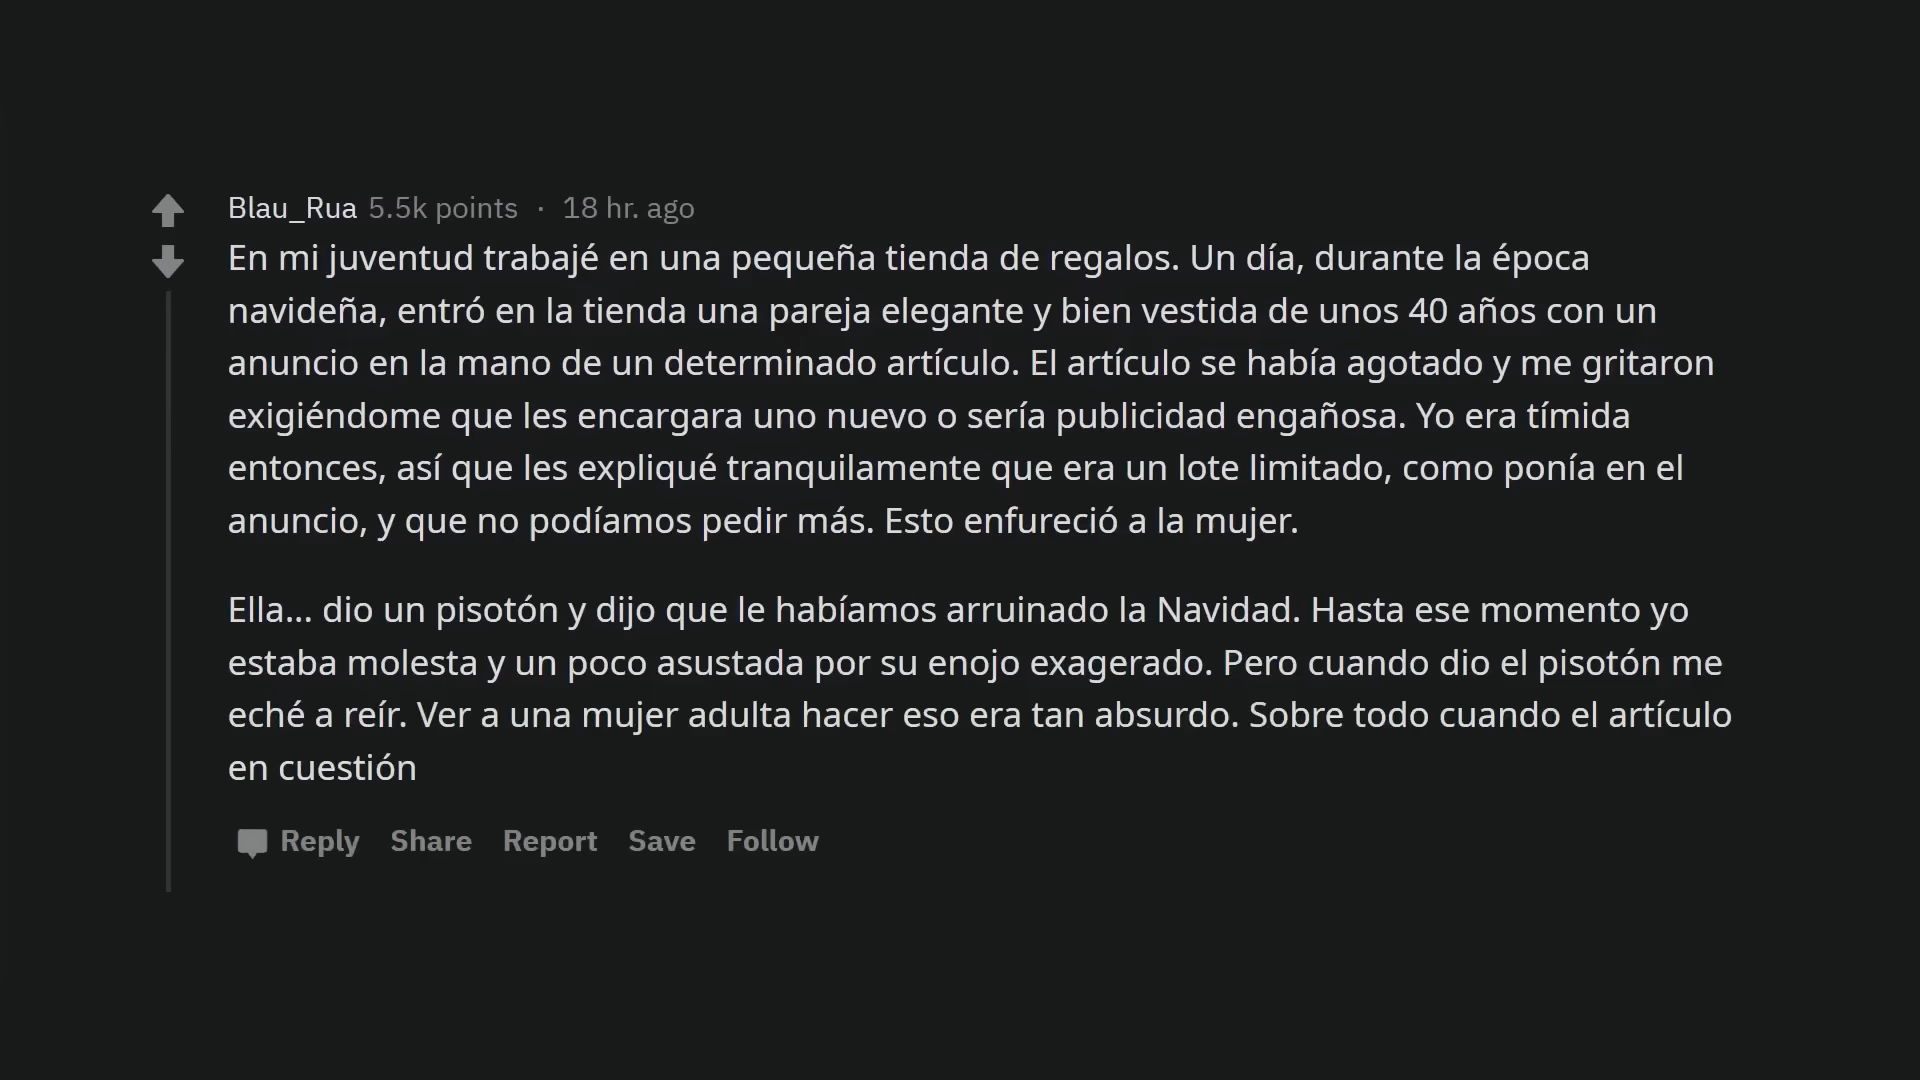 Blau_Rua 5.5k points · 18 hr. ago
En mi juventud trabajé en una pequeña tienda de regalos. Un día, durante la época
navideña, entró en la tienda una pareja elegante y bien vestida de unos 40 años con un
anuncio en la mano de un determinado artículo. El artículo se había agotado y me gritaron
exigiéndome que les encargara uno nuevo o sería publicidad engañosa. Yo era tímida
entonces, así que les expliqué tranquilamente que era un lote limitado, como ponía en el
anuncio, y que no podíamos pedir más. Esto enfureció a la mujer.
Ella... dio un pisotón y dijo que le habíamos arruinado la Navidad. Hasta ese momento yo
estaba molesta y un poco asustada por su enojo exagerado. Pero cuando dio el pisotón me
eché a reír. Ver a una mujer adulta hacer eso era tan absurdo. Sobre todo cuando el artículo
en cuestión
Reply Share Report Save Follow